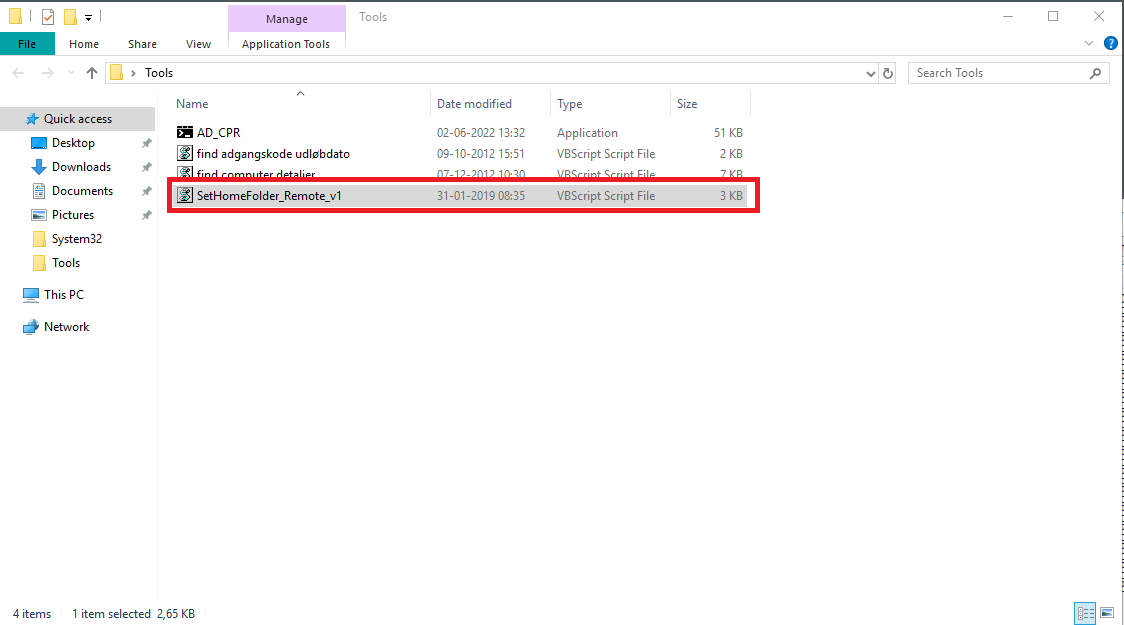 Manage
Tools
File
Home
Share
View
Application Tools
?
Tools
Search Tools
Name
Date modified
Type
Size
Quick access
Desktop
Downloads
Documents
Pictures
System32
Tools
This PC
Network
AD_CPR 02-06-2022 13:32 Application 51 KB
find adgangskode udløbdato 09-10-2012 15:51 VBScript Script File 2 KB
find computer detaljer 07-12-2012 10:30 VBScript Script File 7 KB
SetHomeFolder_Remote_v1 31-01-2019 08:35 VBScript Script File 3 KB
4 items 1 item selected 2,65 KB